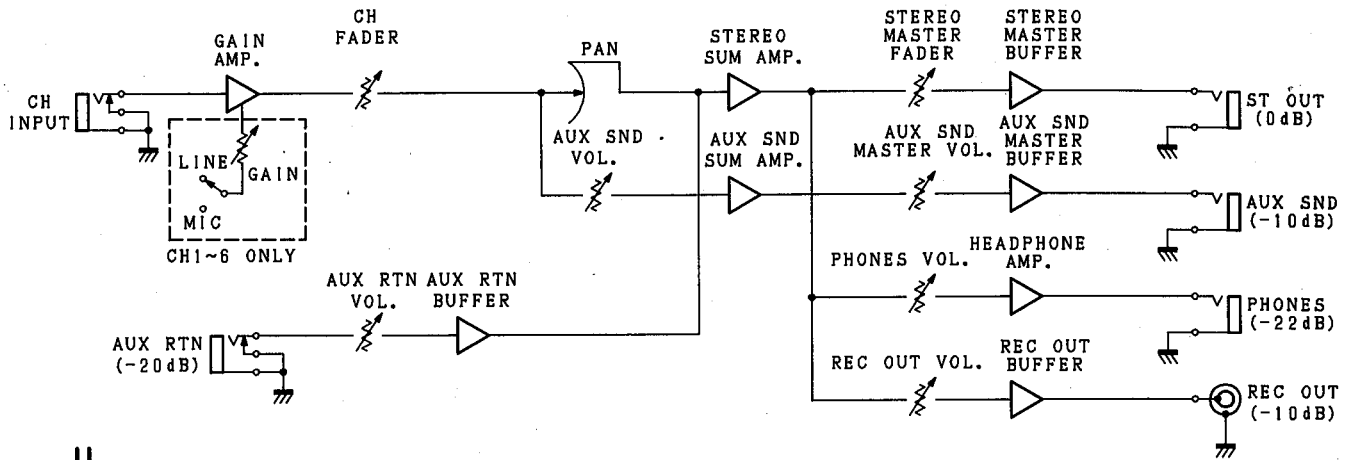 CH
INPUT
GAIN
AMP.
LINE
GAIN
MIC
CH1~6 ONLY
CH
FADER
PAN
AUX SND
VOL.
STEREO
SUM AMP.
AUX SND
SUM AMP.
STEREO
MASTER
FADER
STEREO
MASTER
BUFFER
ST OUT
(0dB)
AUX SND
MASTER VOL.
AUX SND
MASTER
BUFFER
AUX SND
(-10dB)
PHONES VOL.
HEADPHONE
AMP.
PHONES
(-22dB)
AUX RTN
(-20dB)
AUX RTN
VOL.
AUX RTN
BUFFER
REC OUT VOL.
REC OUT
BUFFER
REC OUT
(-10dB)